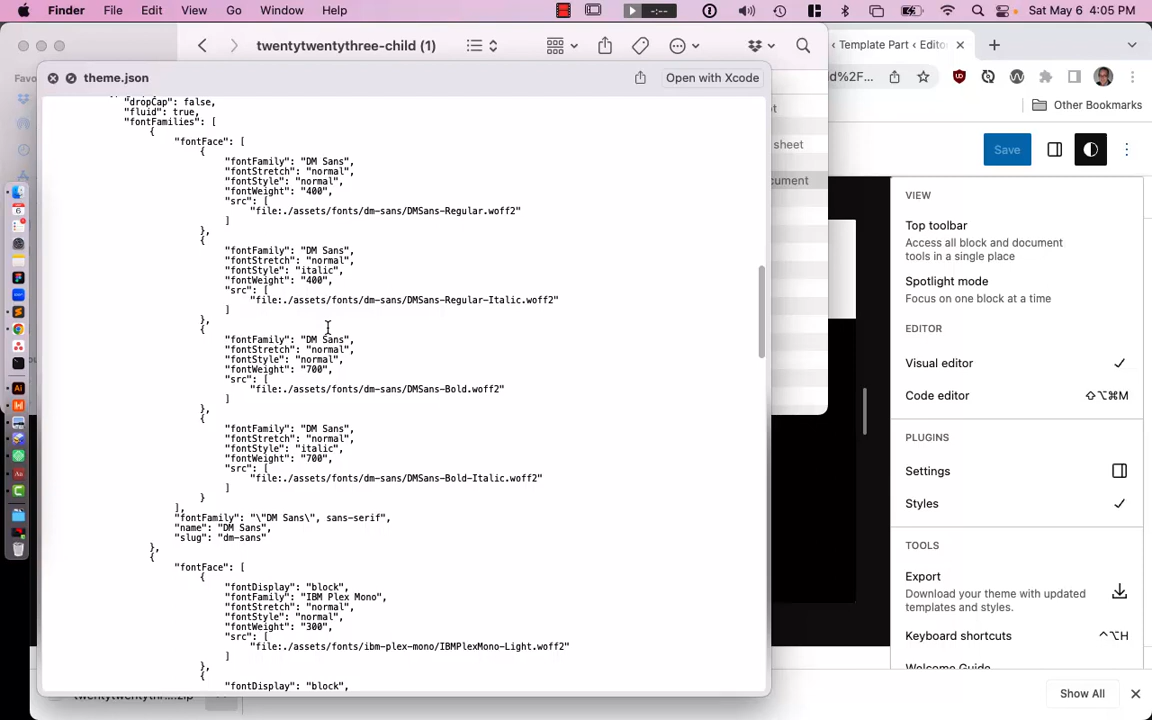 Finder File Edit View Go Window Help
-:-- Sat May 6 4:05 PM
twentytwentythree-child (1)
‹ Template Part ‹ Edito
theme.json
Open with Xcode
d%2F...
Other Bookmarks
Favo
"dropCap": false,
"fluid": true,
"fontFamilies": [
{
"fontFace": [
{
"fontFamily": "DM Sans",
"fontStretch": "normal",
"fontStyle": "normal",
"fontWeight": "400",
"src": [
"file:./assets/fonts/dm-sans/DMSans-Regular.woff2"
]
},
{
"fontFamily": "DM Sans",
"fontStretch": "normal",
"fontStyle": "italic",
"fontWeight": "400",
"src": [
"file:./assets/fonts/dm-sans/DMSans-Regular-Italic.woff2"
]
},
{
"fontFamily": "DM Sans",
"fontStretch": "normal",
"fontStyle": "normal",
"fontWeight": "700",
"src": [
"file:./assets/fonts/dm-sans/DMSans-Bold.woff2"
]
},
{
"fontFamily": "DM Sans",
"fontStretch": "normal",
"fontStyle": "italic",
"fontWeight": "700",
"src": [
"file:./assets/fonts/dm-sans/DMSans-Bold-Italic.woff2"
]
}
],
"fontFamily": "\"DM Sans\", sans-serif",
"name": "DM Sans",
"slug": "dm-sans"
},
{
"fontFace": [
{
"fontDisplay": "block",
"fontFamily": "IBM Plex Mono",
"fontStretch": "normal",
"fontStyle": "normal",
"fontWeight": "300",
"src": [
"file:./assets/fonts/ibm-plex-mono/IBMPlexMono-Light.woff2"
]
},
{
"fontDisplay": "block",
ot
sheet
cument
Save
VIEW
Top toolbar
Access all block and document
tools in a single place
Spotlight mode
Focus on one block at a time
EDITOR
Visual editor
Code editor ⇧⌥⌘M
PLUGINS
Settings
Styles
TOOLS
Export
Download your theme with updated
templates and styles.
Keyboard shortcuts ^⌥H
Welcome Guide
twentytwentythr....zip
Show All